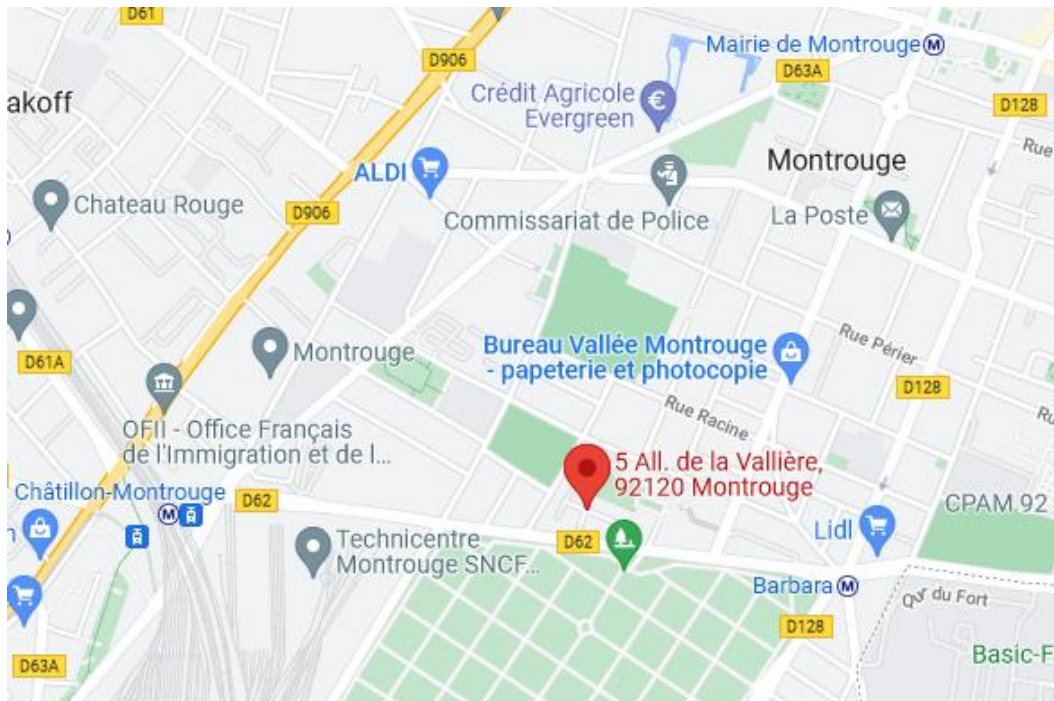 D61
D906
Mairie de Montrouge
D63A
akoff
Crédit Agricole
Evergreen
D128
Rue
Montrouge
ALDI
Chateau Rouge
D906
Commissariat de Police
La Poste
D61A
Montrouge
Bureau Vallée Montrouge
- papeterie et photocopie
Rue Périer
D128
Rue Racine
Ru
OFII - Office Français
de l'Immigration et de l...
5 All. de la Vallière,
92120 Montrouge
Châtillon-Montrouge
D62
CPAM 92
n
Technicentre
Montrouge SNCF...
D62
Lidl
Barbara
du Fort
D128
Basic-F
D63A